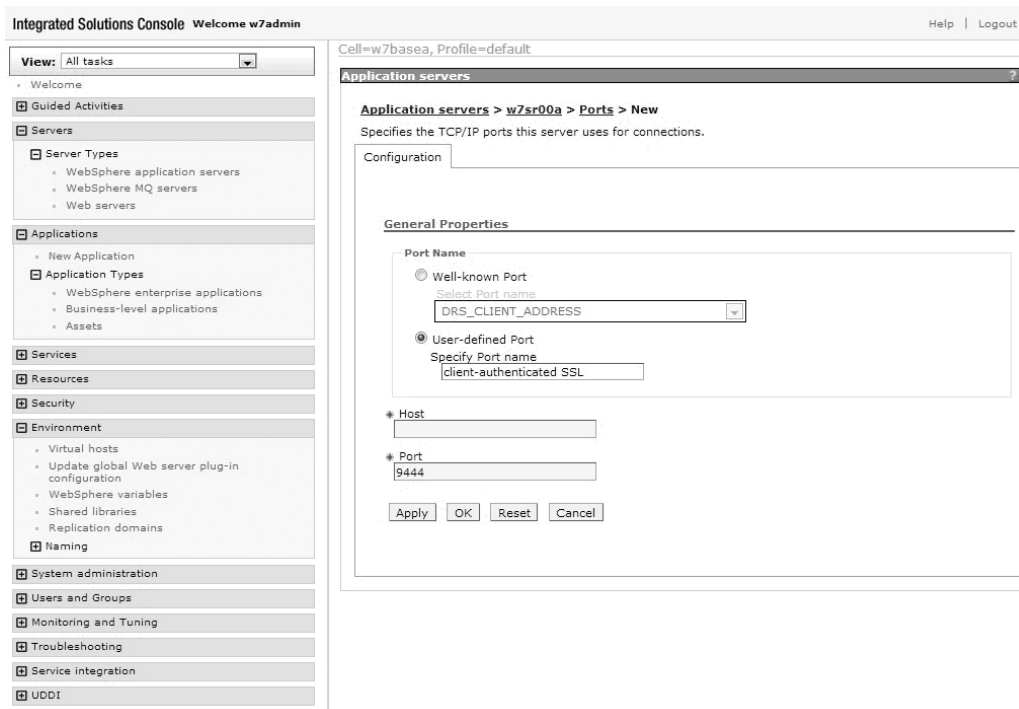 Integrated Solutions Console Welcome w7admin
Help | Logout
View: All tasks
Welcome
Guided Activities
Servers
Server Types
WebSphere application servers
WebSphere MQ servers
Web servers
Applications
New Application
Application Types
WebSphere enterprise applications
Business-level applications
Assets
Services
Resources
Security
Environment
Virtual hosts
Update global Web server plug-in
configuration
WebSphere variables
Shared libraries
Replication domains
Naming
System administration
Users and Groups
Monitoring and Tuning
Troubleshooting
Service integration
UDDI
Cell=w7basea, Profile=default
Application servers ?
Application servers > w7sr00a > Ports > New
Specifies the TCP/IP ports this server uses for connections.
Configuration
General Properties
Port Name
Well-known Port
Select Port name
DRS_CLIENT_ADDRESS
User-defined Port
Specify Port name
client-authenticated SSL
* Host
* Port
9444
Apply OK Reset Cancel